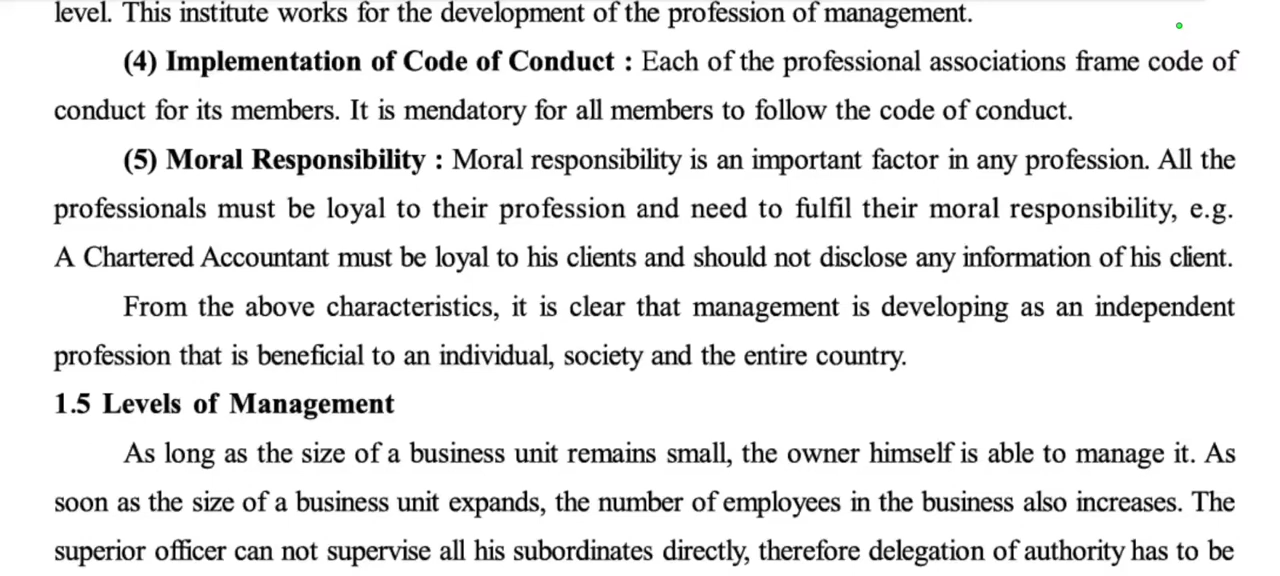 level. This institute works for the development of the profession of management.
(4) Implementation of Code of Conduct : Each of the professional associations frame code of
conduct for its members. It is mendatory for all members to follow the code of conduct.
(5) Moral Responsibility : Moral responsibility is an important factor in any profession. All the
professionals must be loyal to their profession and need to fulfil their moral responsibility, e.g.
A Chartered Accountant must be loyal to his clients and should not disclose any information of his client.
From the above characteristics, it is clear that management is developing as an independent
profession that is beneficial to an individual, society and the entire country.
1.5 Levels of Management
As long as the size of a business unit remains small, the owner himself is able to manage it. As
soon as the size of a business unit expands, the number of employees in the business also increases. The
superior officer can not supervise all his subordinates directly, therefore delegation of authority has to be